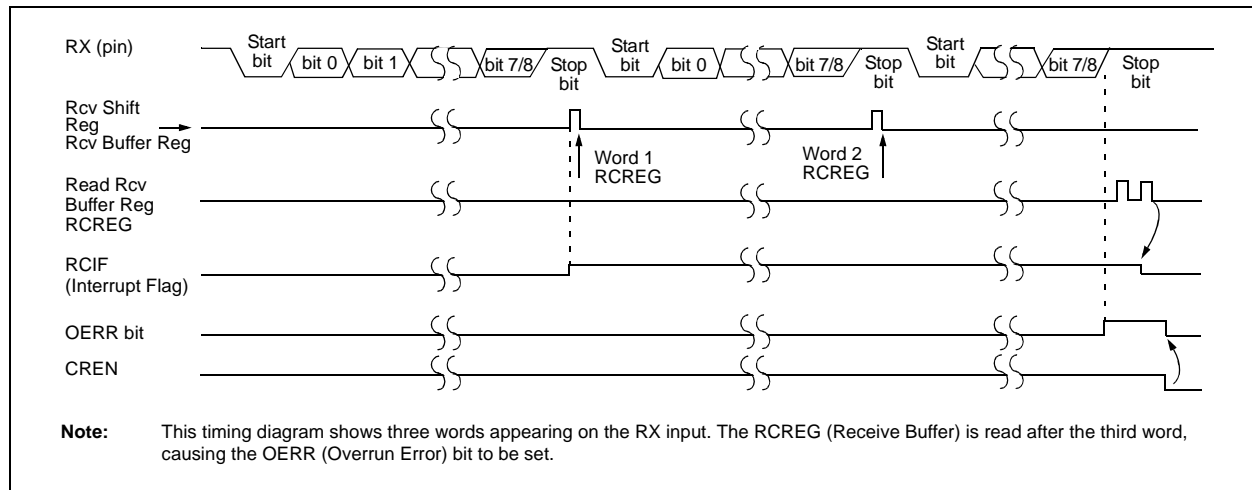 RX (pin)
Start
bit
bit 0
bit 1
bit 7/8
Stop
bit
Start
bit
bit 0
bit 7/8
Stop
bit
Start
bit
bit 7/8
Stop
bit
Rcv Shift
Reg
Rcv Buffer Reg
Word 1
RCREG
Word 2
RCREG
Read Rcv
Buffer Reg
RCREG
RCIF
(Interrupt Flag)
OERR bit
CREN
Note: This timing diagram shows three words appearing on the RX input. The RCREG (Receive Buffer) is read after the third word,
causing the OERR (Overrun Error) bit to be set.